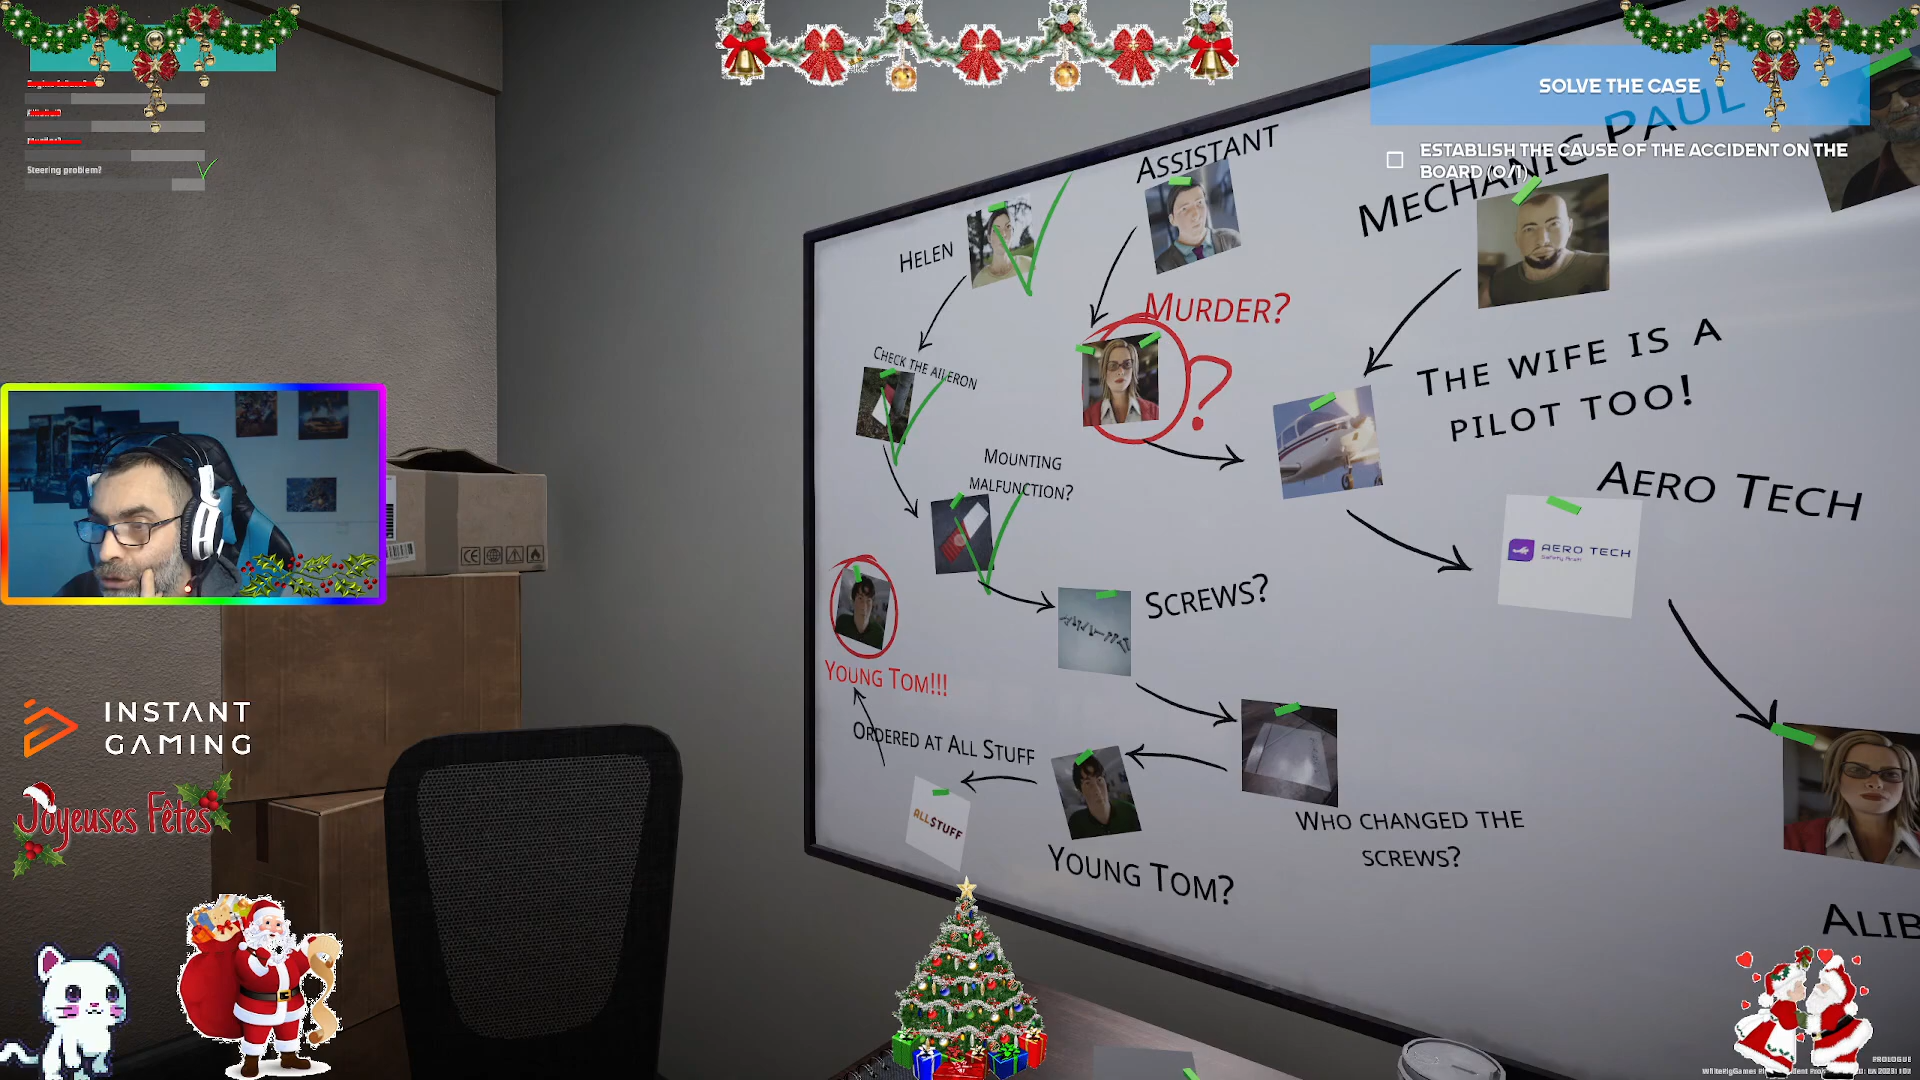 SOLVE THE CASE
ESTABLISH THE CAUSE OF THE ACCIDENT ON THE
BOARD (0/1)
Steering problem?
ASSISTANT
MECHANIC PAUL
HELEN
MURDER?
?
CHECK THE AILERON
THE WIFE IS A
PILOT TOO!
MOUNTING
MALFUNCTION?
AERO TECH
AERO TECH
SCREWS?
YOUNG TOM!!!
ORDERED AT ALL STUFF
ALLSTUFF
WHO CHANGED THE
SCREWS?
YOUNG TOM?
ALIB
INSTANT
GAMING
Joyeuses Fêtes
PROLOGUE